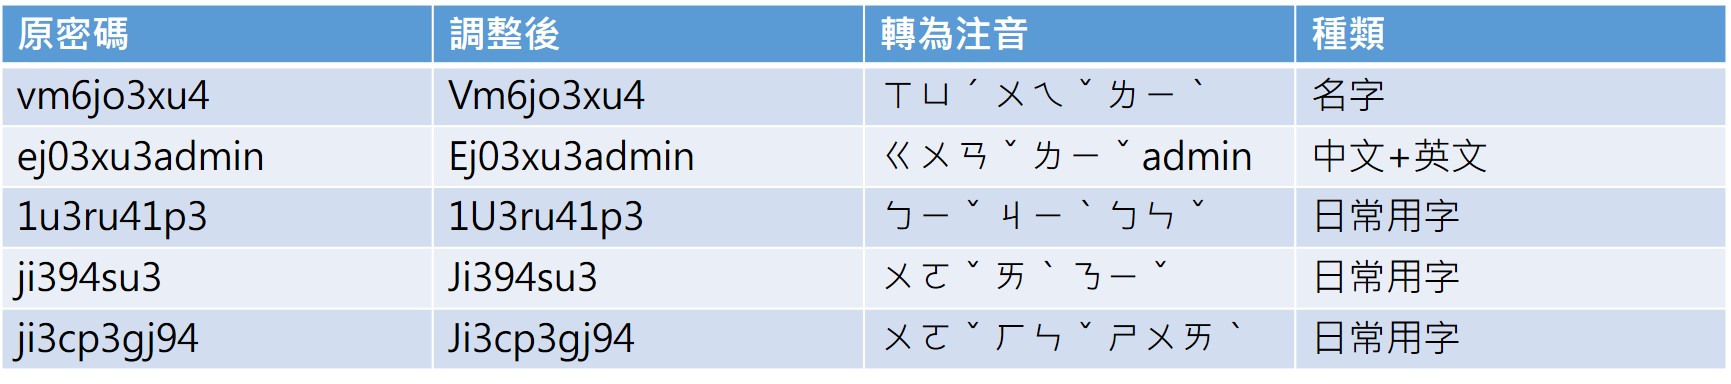 原密碼 調整後 轉為注音 種類
vm6jo3xu4 Vm6jo3xu4 ㄒㄩˊㄨㄟˇㄌㄧˋ 名字
ej03xu3admin Ej03xu3admin ㄍㄨㄢˇㄌㄧˇadmin 中文+英文
1u3ru41p3 1U3ru41p3 ㄅㄧˇㄐㄧˋㄅㄣˇ 日常用字
ji394su3 Ji394su3 ㄨㄛˇㄞˋㄋㄧˇ 日常用字
ji3cp3gj94 Ji3cp3gj94 ㄨㄛˇㄏㄣˇㄕㄨㄞˋ 日常用字